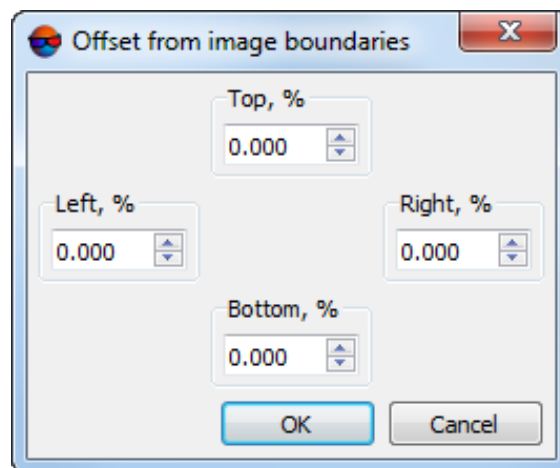 Offset from image boundaries
Top, %
0.000
Left, %
Right, %
0.000
0.000
Bottom, %
0.000
OK
Cancel